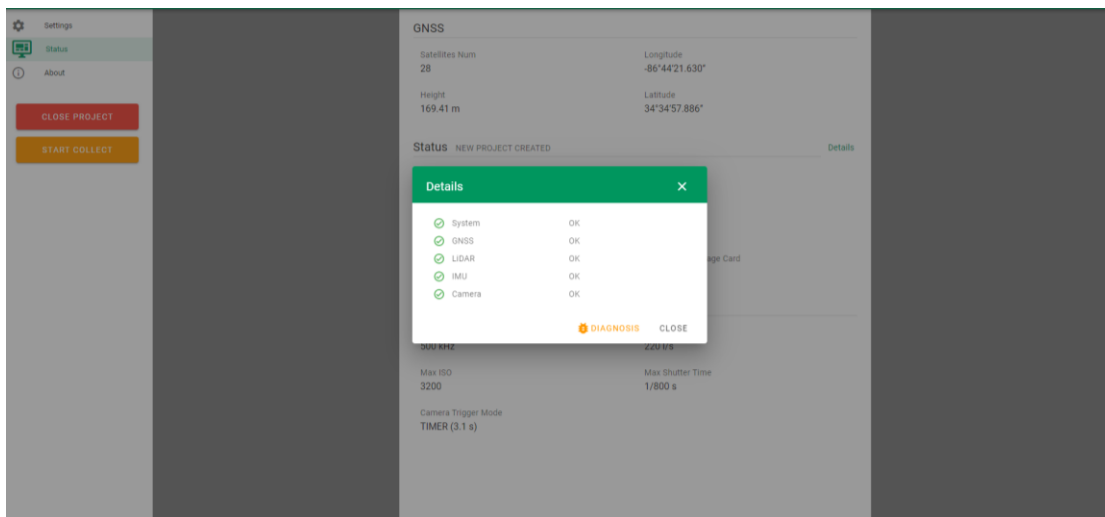 Settings
Status
About
CLOSE PROJECT
START COLLECT
GNSS
Satellites Num
28
Longitude
-86°44'21.630"
Height
169.41 m
Latitude
34°34'57.886"
Status NEW PROJECT CREATED Details
Details
System OK
GNSS OK
LiDAR OK
IMU OK
Camera OK
age Card
DIAGNOSIS CLOSE
500 kHz
220 l/s
Max ISO
3200
Max Shutter Time
1/800 s
Camera Trigger Mode
TIMER (3.1 s)